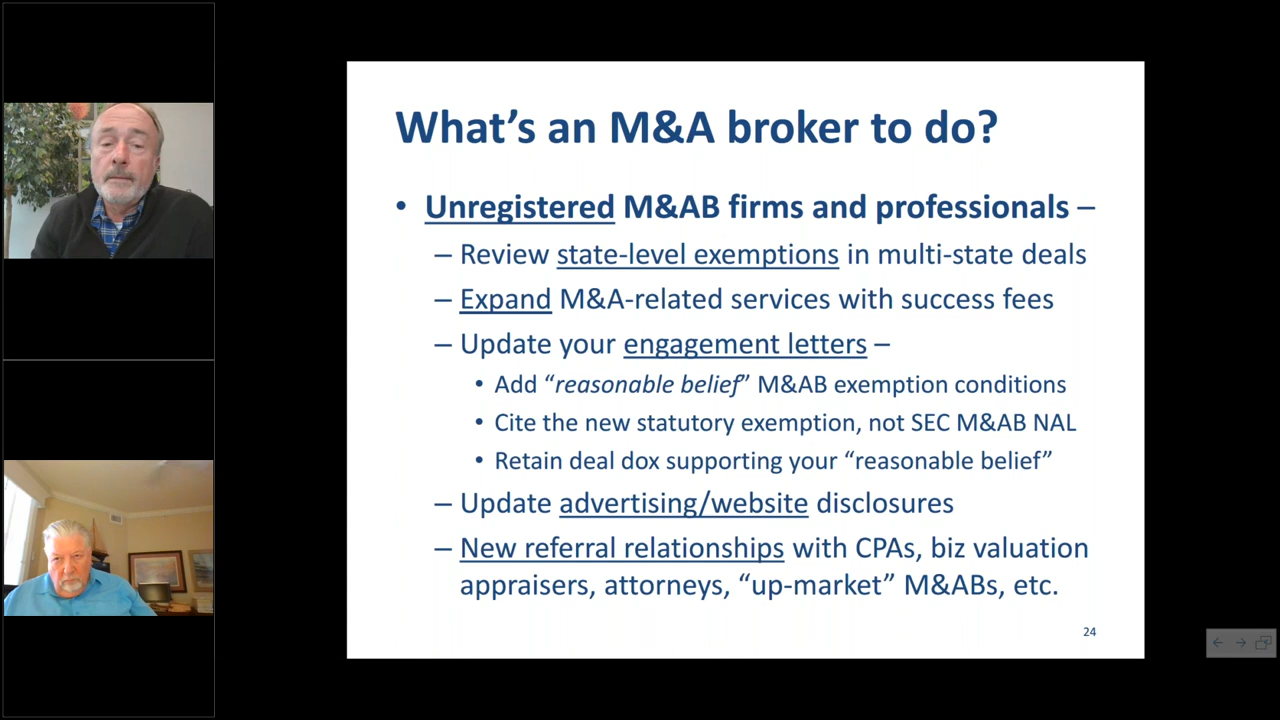 What’s an M&A broker to do?
• Unregistered M&AB firms and professionals –
– Review state-level exemptions in multi-state deals
– Expand M&A-related services with success fees
– Update your engagement letters –
• Add “reasonable belief” M&AB exemption conditions
• Cite the new statutory exemption, not SEC M&AB NAL
• Retain deal dox supporting your “reasonable belief”
– Update advertising/website disclosures
– New referral relationships with CPAs, biz valuation
appraisers, attorneys, “up-market” M&ABs, etc.
24